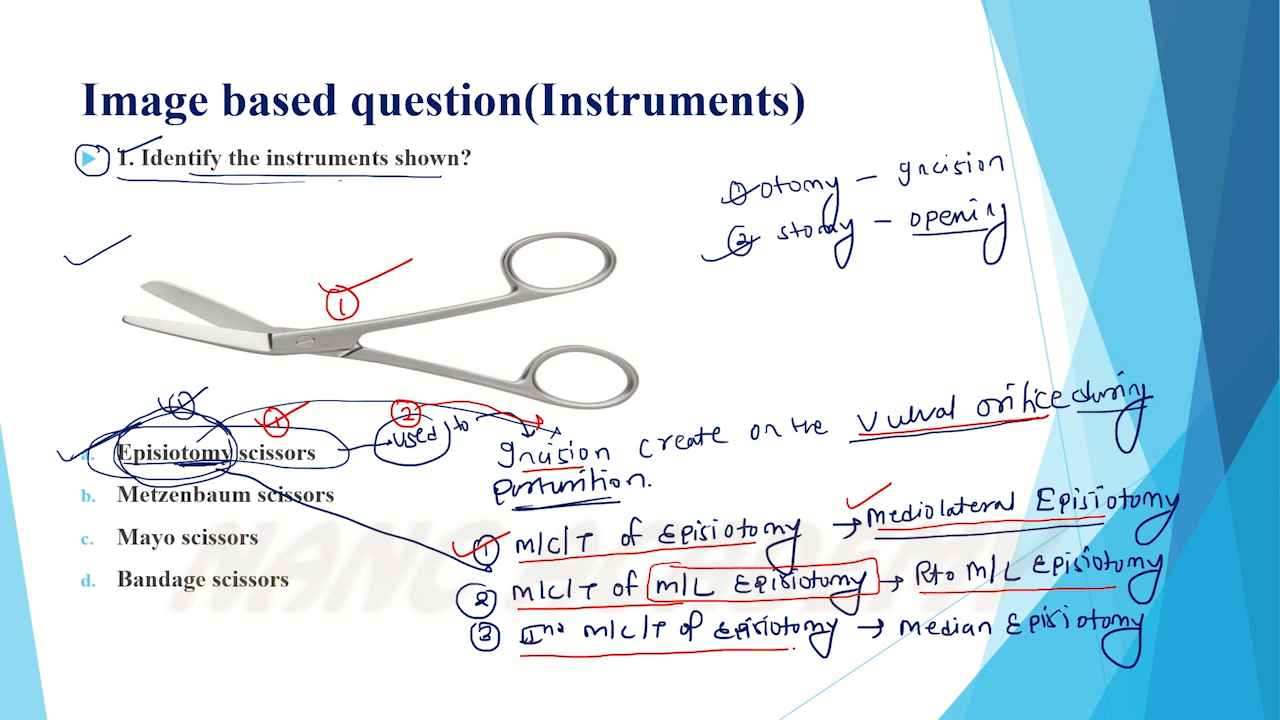 Image based question(Instruments)
1. Identify the instruments shown?
① otomy – incision
② stomy – opening
①
① ① ②
a. Episiotomy scissors → used to incision create on the vulval orifice during
parturition.
b. Metzenbaum scissors
c. Mayo scissors
d. Bandage scissors
① M/C/T of Episiotomy → Mediolateral Episiotomy
② M/C/T of M/L Episiotomy → Rt M/L Episiotomy
③ IInd M/C/T of Episiotomy → Median Episiotomy